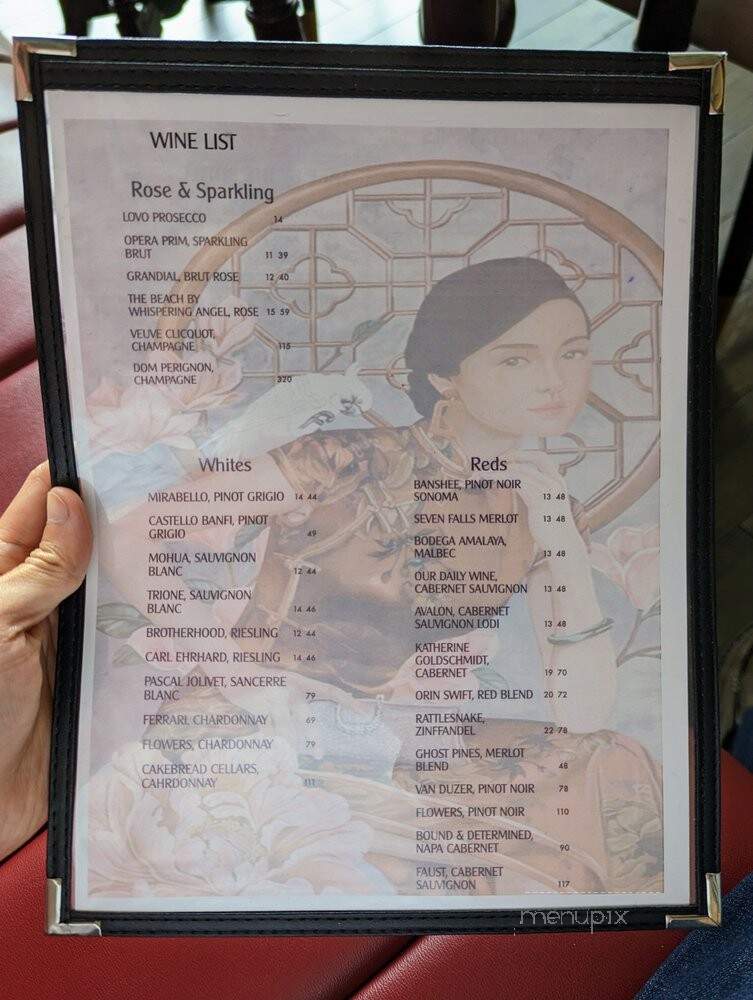 WINE LIST
Rose & Sparkling
LOVO PROSECCO 14
OPERA PRIM, SPARKLING
BRUT 11 39
GRANDIAL, BRUT ROSE 12 40
THE BEACH BY
WHISPERING ANGEL, ROSE 15 59
VEUVE CLICQUOT,
CHAMPAGNE 115
DOM PERIGNON,
CHAMPAGNE 320
Whites
MIRABELLO, PINOT GRIGIO 14 44
CASTELLO BANFI, PINOT
GRIGIO 49
MOHUA, SAUVIGNON
BLANC 12 44
TRIONE, SAUVIGNON
BLANC 14 46
BROTHERHOOD, RIESLING 12 44
CARL EHRHARD, RIESLING 14 46
PASCAL JOLIVET, SANCERRE
BLANC 79
FERRARI, CHARDONNAY 69
FLOWERS, CHARDONNAY 79
CAKEBREAD CELLARS,
CAHRDONNAY 111
Reds
BANSHEE, PINOT NOIR
SONOMA 13 48
SEVEN FALLS MERLOT 13 48
BODEGA AMALAYA,
MALBEC 13 48
OUR DAILY WINE,
CABERNET SAUVIGNON 13 48
AVALON, CABERNET
SAUVIGNON LODI 13 48
KATHERINE
GOLDSCHMIDT,
CABERNET 19 70
ORIN SWIFT, RED BLEND 20 72
RATTLESNAKE,
ZINFFANDEL 22 78
GHOST PINES, MERLOT
BLEND 48
VAN DUZER, PINOT NOIR 78
FLOWERS, PINOT NOIR 110
BOUND & DETERMINED,
NAPA CABERNET 90
FAUST, CABERNET
SAUVIGNON 117
menupix